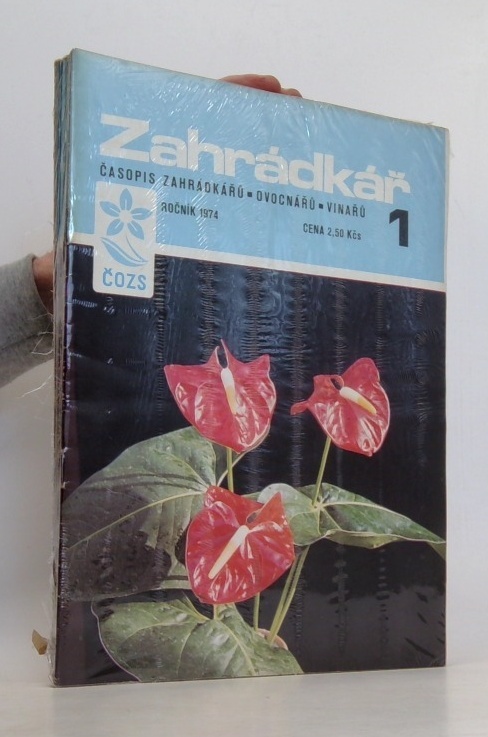 Zahrádkář
ČASOPIS ZAHRÁDKÁŘŮ ▪ OVOCNÁŘŮ ▪ VINAŘŮ
ROČNÍK 1974
CENA 2,50 Kčs
1
ČOZS